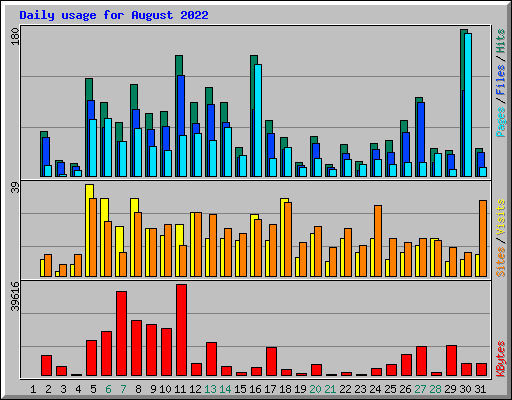 Daily usage for August 2022
180
Pages / Files / Hits
39
Sites / Visits
39616
KBytes
1 2 3 4 5 6 7 8 9 10 11 12 13 14 15 16 17 18 19 20 21 22 23 24 25 26 27 28 29 30 31